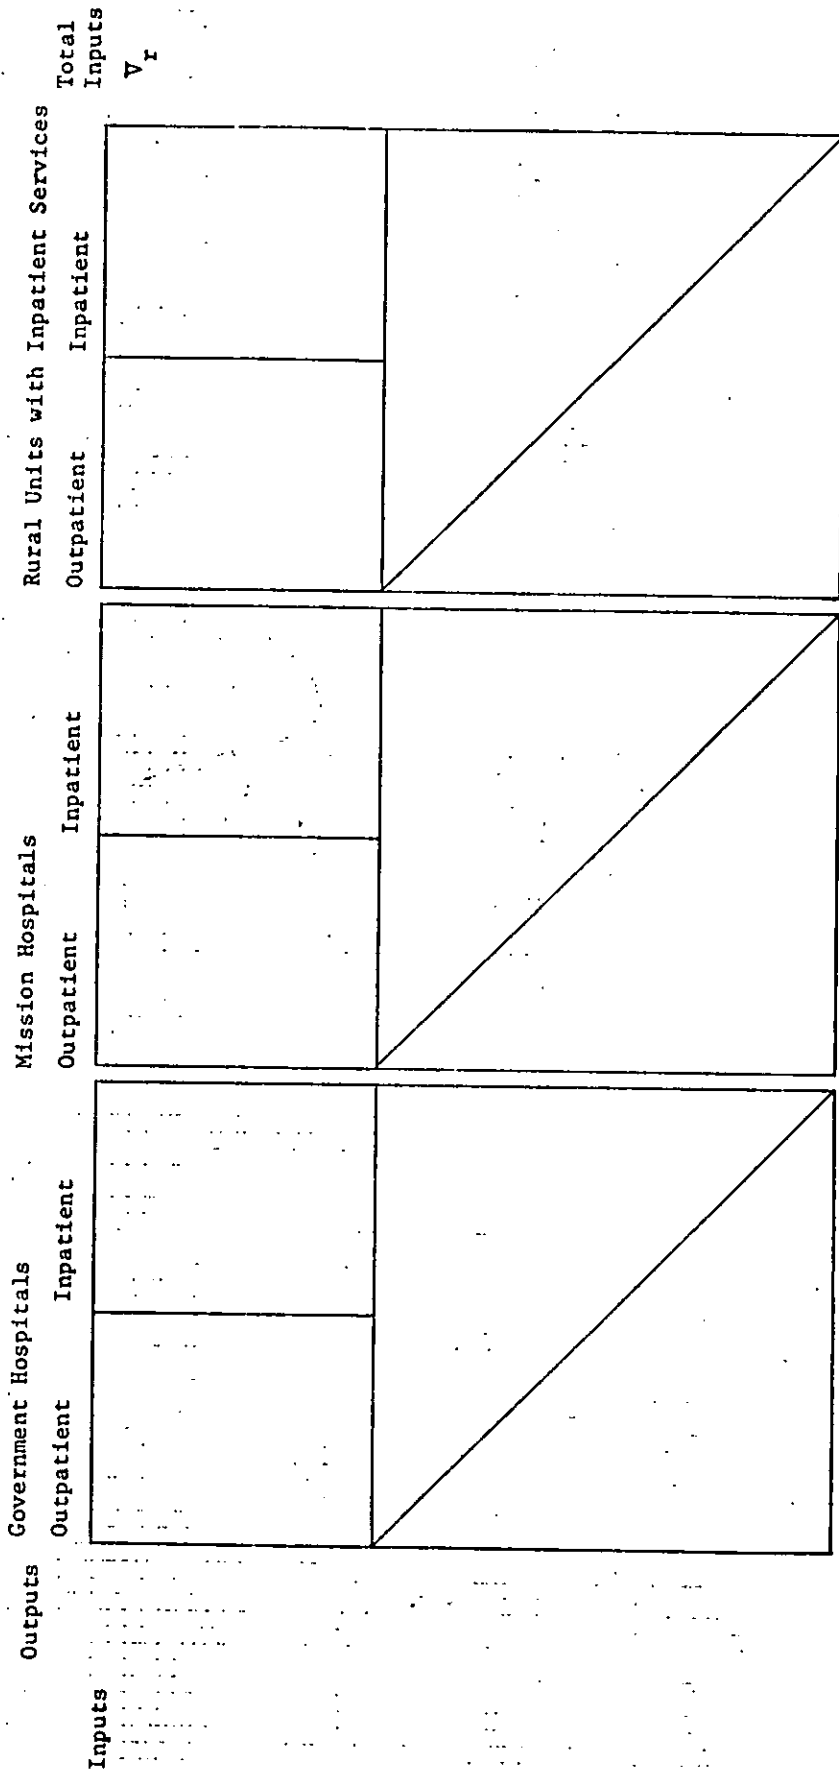 Outputs
Government Hospitals
Mission Hospitals
Rural Units with Inpatient Services
Total
Inputs
Outpatient
Inpatient
Outpatient
Inpatient
Outpatient
Inpatient
V_r
Inputs